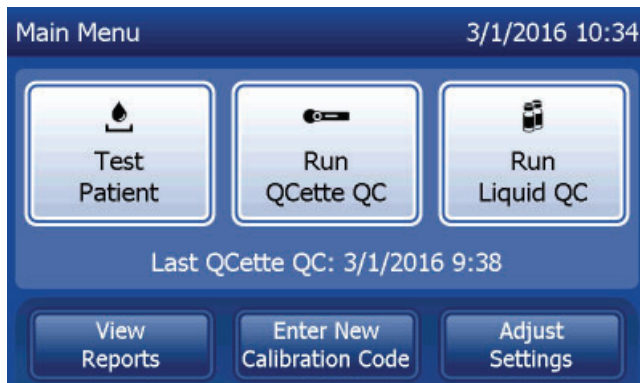 Main Menu 3/1/2016 10:34
Test Patient
Run QCette QC
Run Liquid QC
Last QCette QC: 3/1/2016 9:38
View Reports
Enter New Calibration Code
Adjust Settings